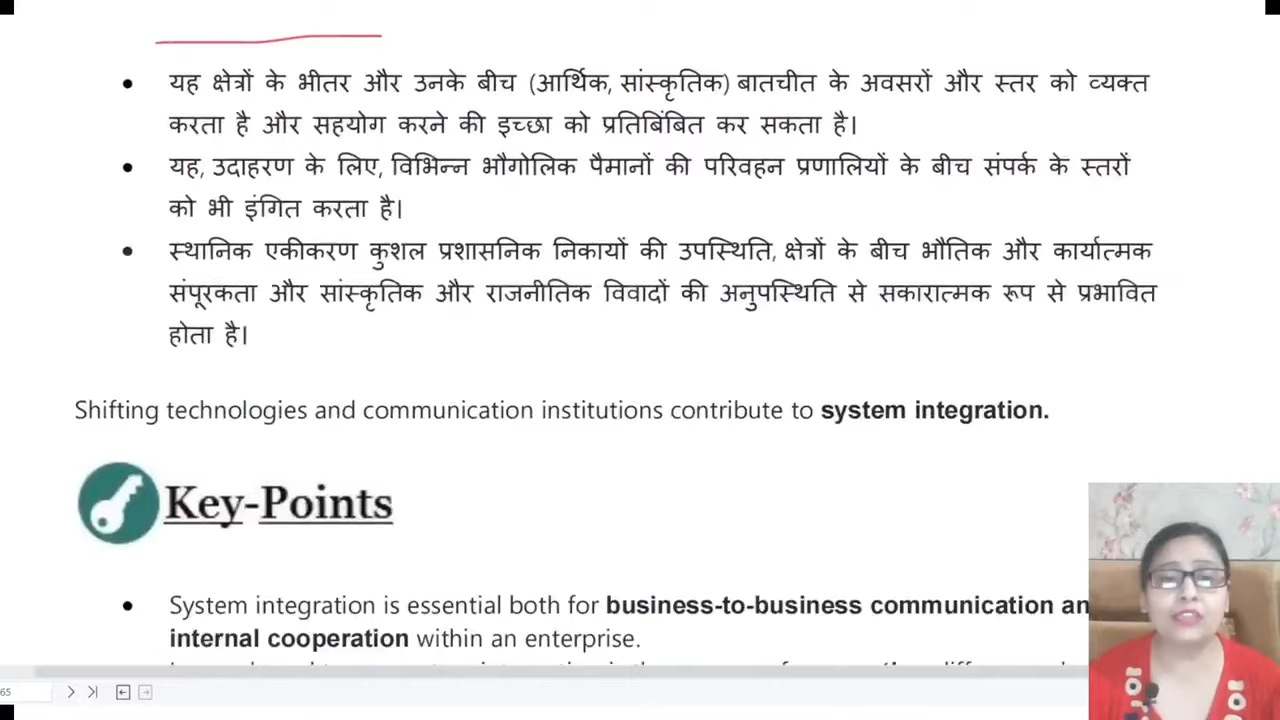 यह क्षेत्रों के भीतर और उनके बीच (आर्थिक, सांस्कृतिक) बातचीत के अवसरों और स्तर को व्यक्त
करता है और सहयोग करने की इच्छा को प्रतिबिंबित कर सकता है।
यह, उदाहरण के लिए, विभिन्न भौगोलिक पैमानों की परिवहन प्रणालियों के बीच संपर्क के स्तरों
को भी इंगित करता है।
स्थानिक एकीकरण कुशल प्रशासनिक निकायों की उपस्थिति, क्षेत्रों के बीच भौतिक और कार्यात्मक
संपूरकता और सांस्कृतिक और राजनीतिक विवादों की अनुपस्थिति से सकारात्मक रूप से प्रभावित
होता है।
Shifting technologies and communication institutions contribute to system integration.
Key-Points
System integration is essential both for business-to-business communication an
internal cooperation within an enterprise.
65